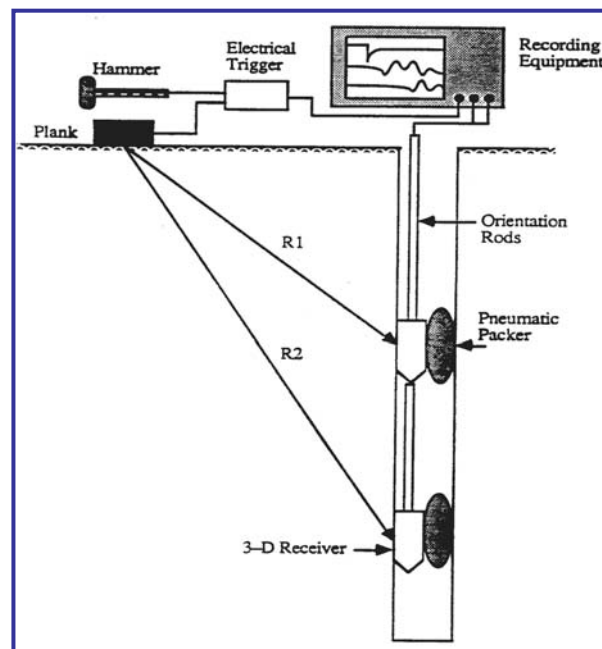 Electrical
Trigger
Recording
Equipment
Hammer
Plank
Orientation
Rods
R1
Pneumatic
Packer
R2
3-D Receiver